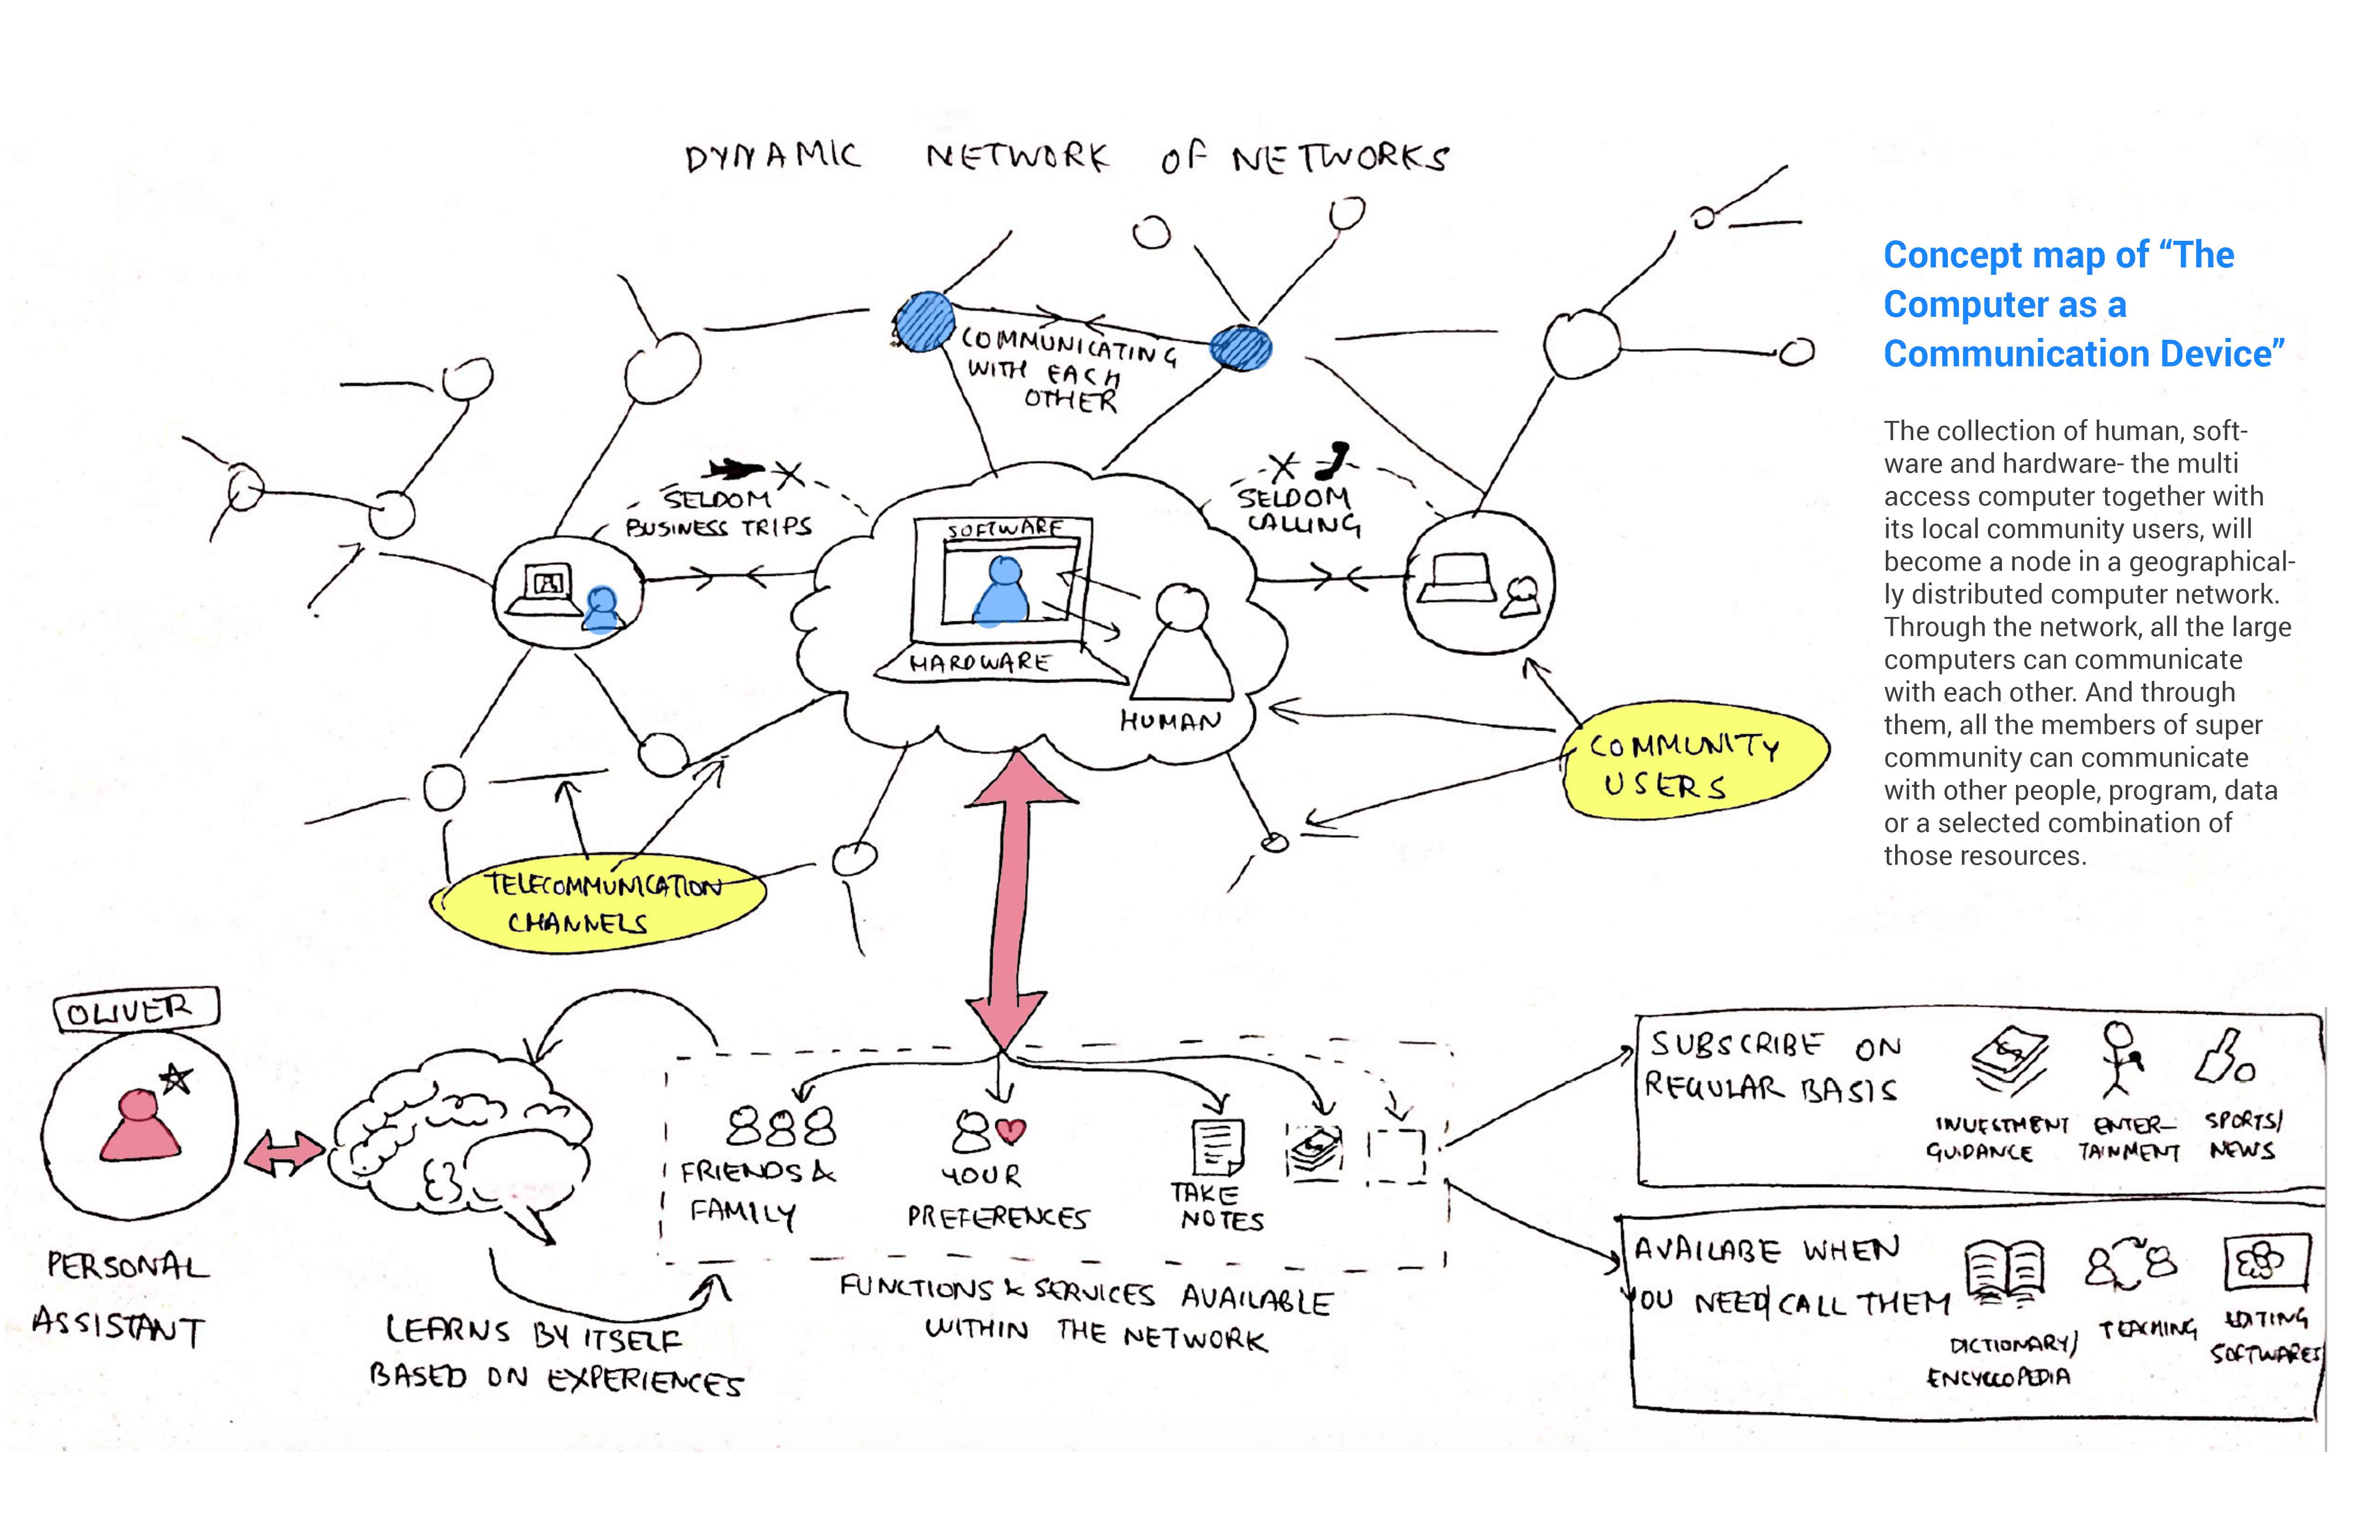 DYNAMIC NETWORK OF NETWORKS
COMMUNICATING
WITH EACH
OTHER
SELDOM
BUSINESS TRIPS
SELDOM
CALLING
SOFTWARE
HARDWARE
HUMAN
COMMUNITY
USERS
TELECOMMUNICATION
CHANNELS
Concept map of “The
Computer as a
Communication Device”
The collection of human, soft-
ware and hardware- the multi
access computer together with
its local community users, will
become a node in a geographical-
ly distributed computer network.
Through the network, all the large
computers can communicate
with each other. And through
them, all the members of super
community can communicate
with other people, program, data
or a selected combination of
those resources.
OLIVER
PERSONAL
ASSISTANT
LEARNS BY ITSELF
BASED ON EXPERIENCES
FRIENDS &
FAMILY
YOUR
PREFERENCES
TAKE
NOTES
FUNCTIONS & SERVICES AVAILABLE
WITHIN THE NETWORK
SUBSCRIBE ON
REGULAR BASIS
INVESTMENT
GUIDANCE
ENTER-
TAINMENT
SPORTS/
NEWS
AVAILABE WHEN
YOU NEED/CALL THEM
DICTIONARY/
ENCYCLOPEDIA
TEACHING
EDITING
SOFTWARES